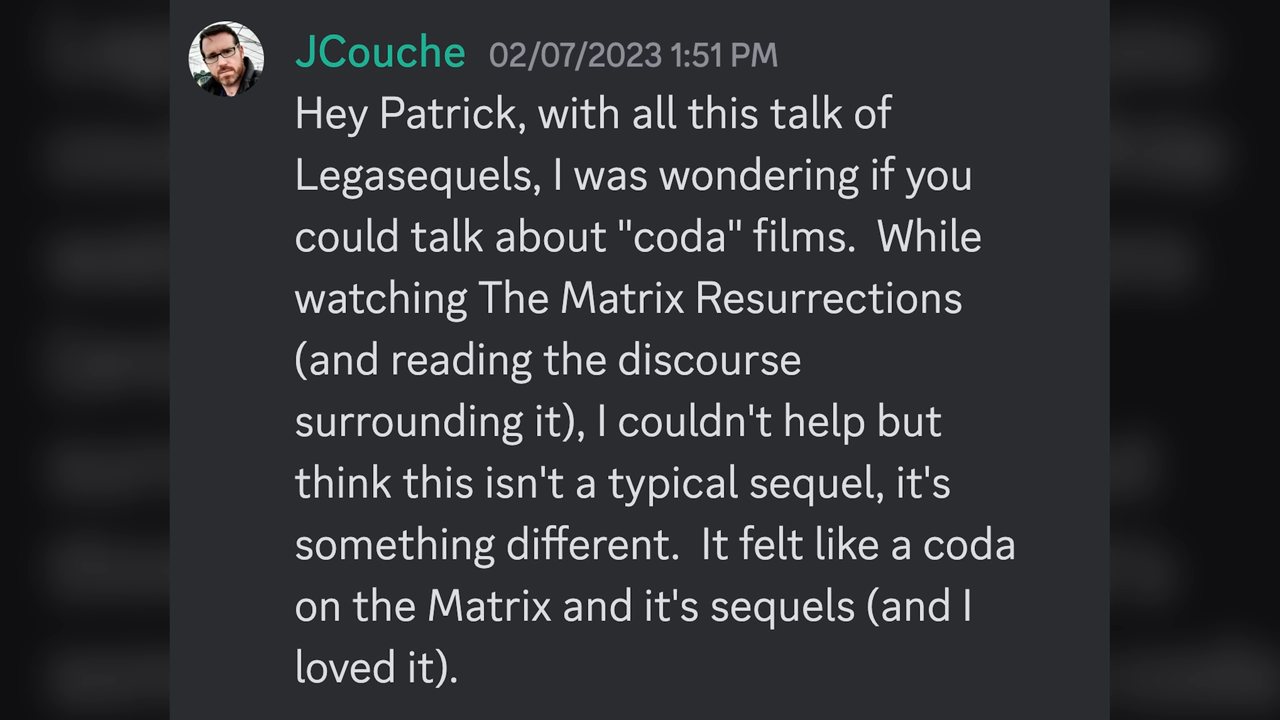 JCouche 02/07/2023 1:51 PM
Hey Patrick, with all this talk of
Legasequels, I was wondering if you
could talk about "coda" films.  While
watching The Matrix Resurrections
(and reading the discourse
surrounding it), I couldn't help but
think this isn't a typical sequel, it's
something different.  It felt like a coda
on the Matrix and it's sequels (and I
loved it).